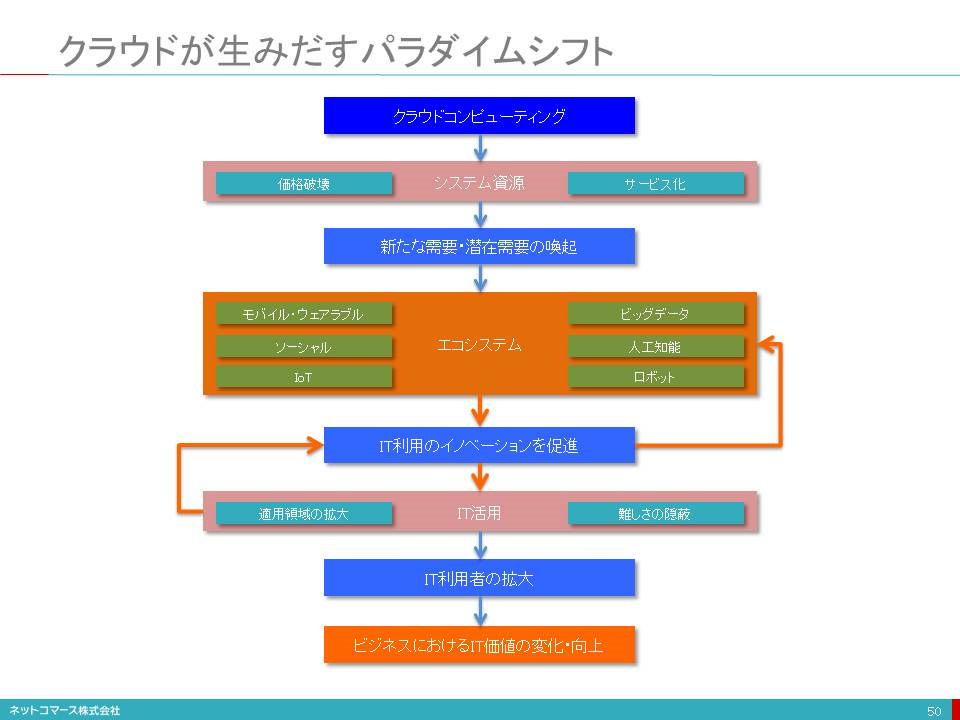 クラウドが生みだすパラダイムシフト
クラウドコンピューティング
価格破壊
システム資源
サービス化
新たな需要・潜在需要の喚起
モバイル・ウェアラブル
ビッグデータ
ソーシャル
エコシステム
人工知能
IoT
ロボット
IT利用のイノベーションを促進
適用領域の拡大
IT活用
難しさの隠蔽
IT利用者の拡大
ビジネスにおけるIT価値の変化・向上
ネットコマース株式会社
50